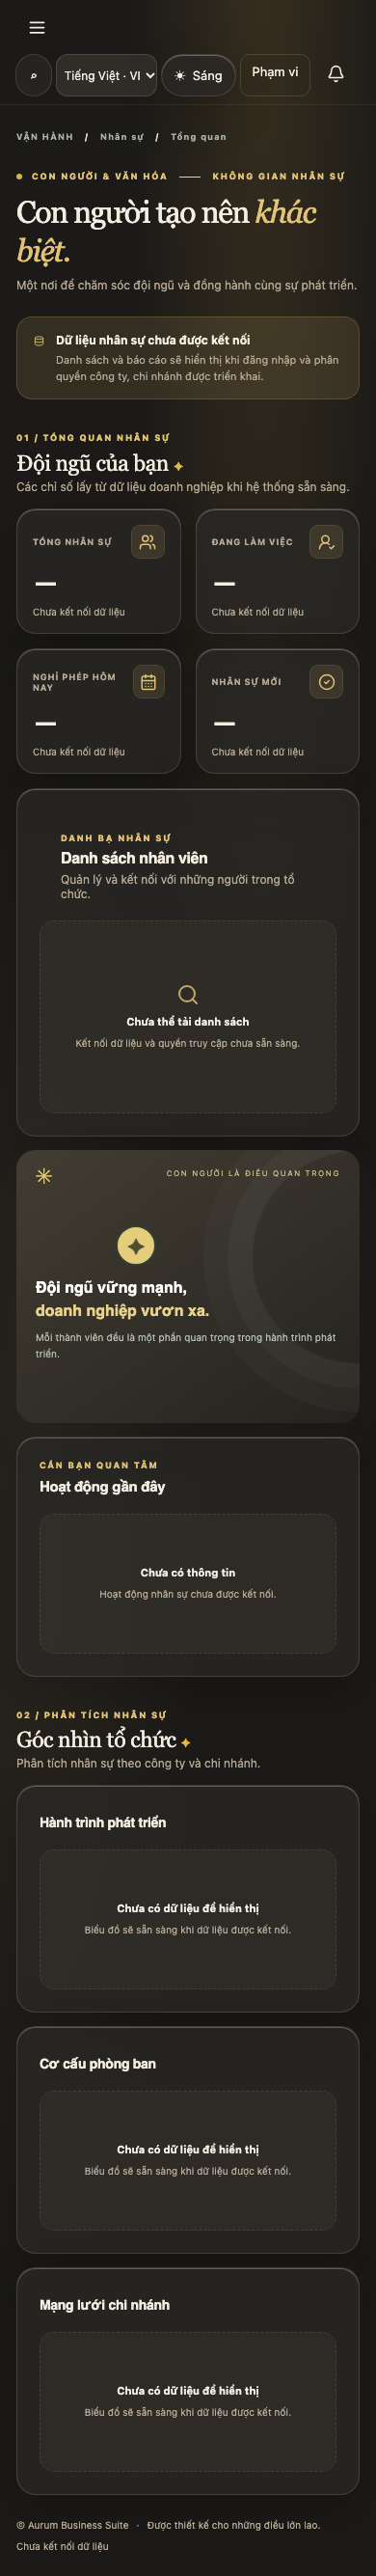 Tiếng Việt · VI
Sáng
Phạm vi
VẬN HÀNH / Nhân sự / Tổng quan
CON NGƯỜI & VĂN HÓA — KHÔNG GIAN NHÂN SỰ
Con người tạo nên khác
biệt.
Một nơi để chăm sóc đội ngũ và đồng hành cùng sự phát triển.
Dữ liệu nhân sự chưa được kết nối
Danh sách và báo cáo sẽ hiển thị khi đăng nhập và phân
quyền công ty, chi nhánh được triển khai.
01 / TỔNG QUAN NHÂN SỰ
Đội ngũ của bạn
Các chỉ số lấy từ dữ liệu doanh nghiệp khi hệ thống sẵn sàng.
TỔNG NHÂN SỰ
—
Chưa kết nối dữ liệu
ĐANG LÀM VIỆC
—
Chưa kết nối dữ liệu
NGHỈ PHÉP HÔM
NAY
—
Chưa kết nối dữ liệu
NHÂN SỰ MỚI
—
Chưa kết nối dữ liệu
DANH BẠ NHÂN SỰ
Danh sách nhân viên
Quản lý và kết nối với những người trong tổ
chức.
Chưa thể tải danh sách
Kết nối dữ liệu và quyền truy cập chưa sẵn sàng.
CON NGƯỜI LÀ ĐIỀU QUAN TRỌNG
Đội ngũ vững mạnh,
doanh nghiệp vươn xa.
Mỗi thành viên đều là một phần quan trọng trong hành trình phát
triển.
CẦN BẠN QUAN TÂM
Hoạt động gần đây
Chưa có thông tin
Hoạt động nhân sự chưa được kết nối.
02 / PHÂN TÍCH NHÂN SỰ
Góc nhìn tổ chức
Phân tích nhân sự theo công ty và chi nhánh.
Hành trình phát triển
Chưa có dữ liệu để hiển thị
Biểu đồ sẽ sẵn sàng khi dữ liệu được kết nối.
Cơ cấu phòng ban
Chưa có dữ liệu để hiển thị
Biểu đồ sẽ sẵn sàng khi dữ liệu được kết nối.
Mạng lưới chi nhánh
Chưa có dữ liệu để hiển thị
Biểu đồ sẽ sẵn sàng khi dữ liệu được kết nối.
© Aurum Business Suite · Được thiết kế cho những điều lớn lao.
Chưa kết nối dữ liệu